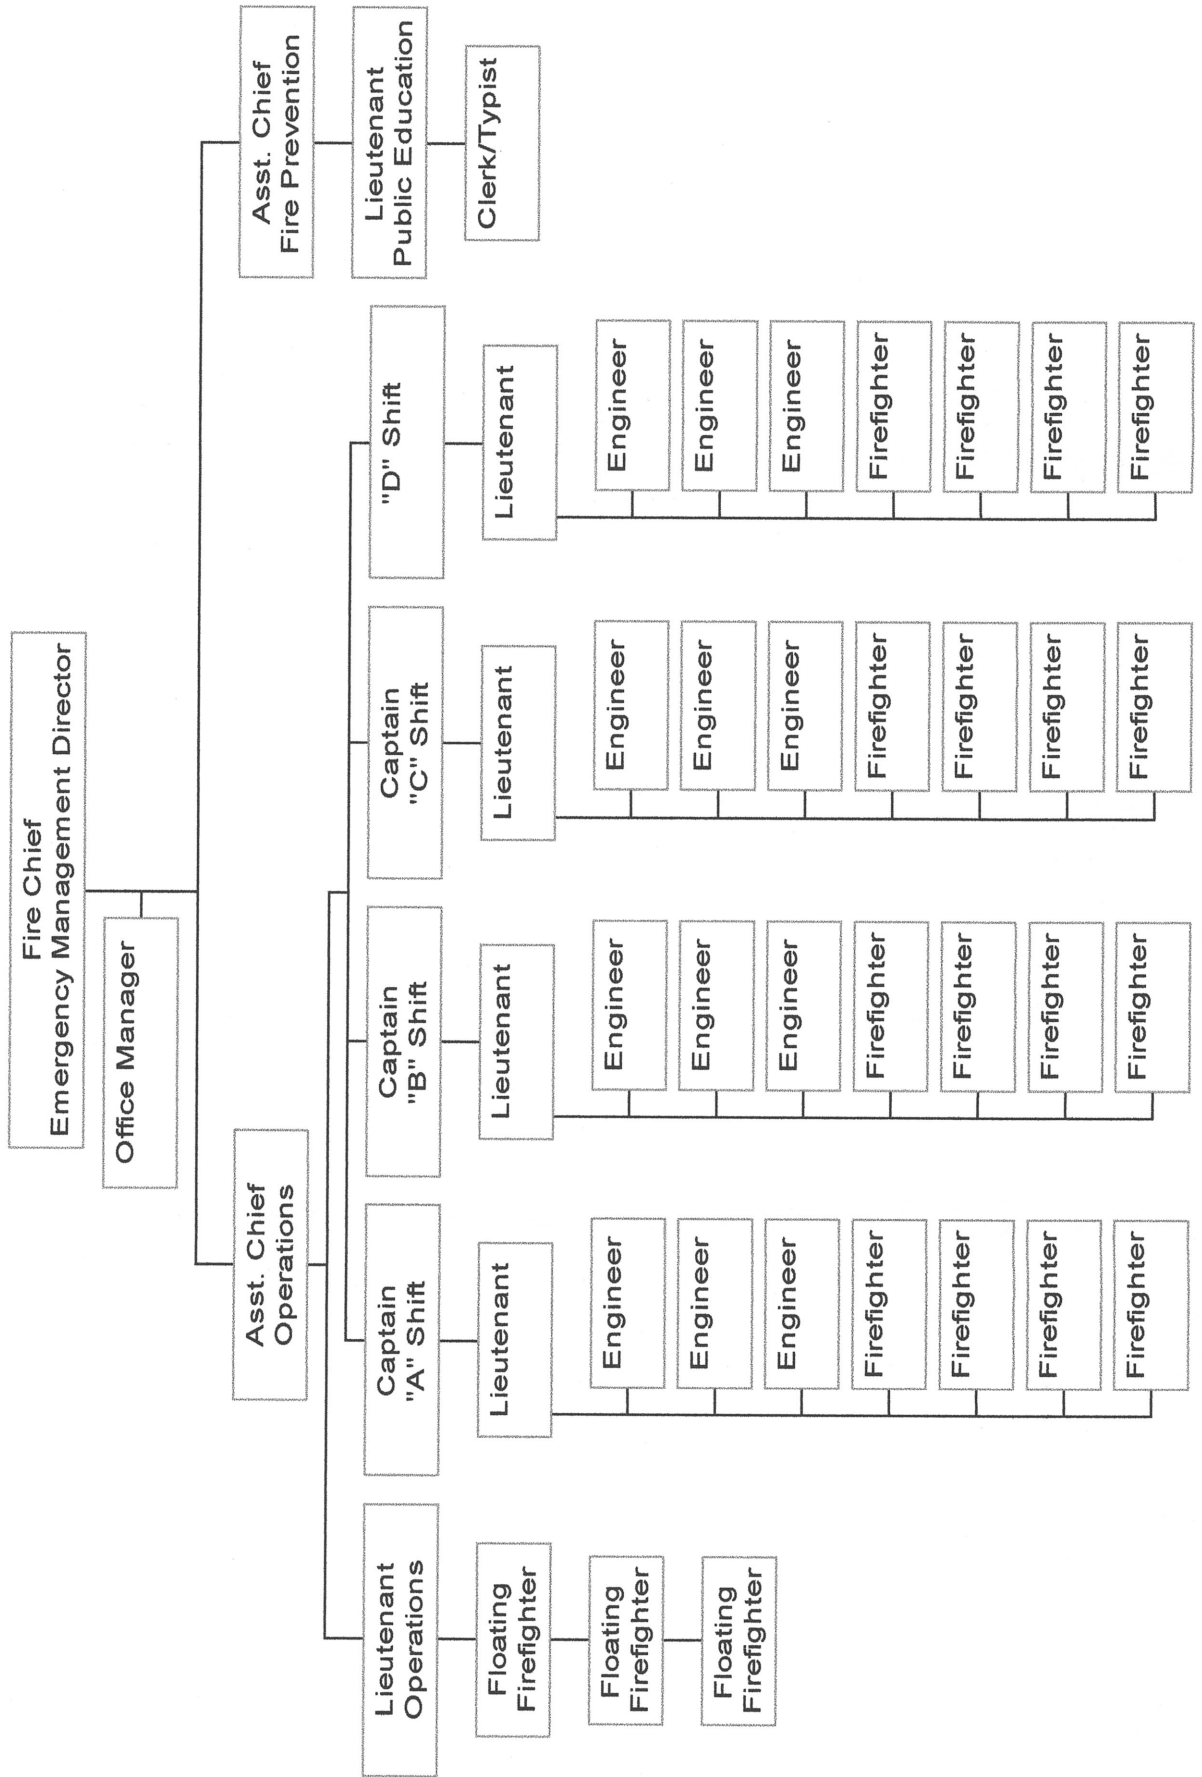 Fire Chief
Emergency Management Director
Office Manager
Asst. Chief
Operations
Asst. Chief
Fire Prevention
Lieutenant
Public Education
Clerk/Typist
Lieutenant
Operations
Floating
Firefighter
Floating
Firefighter
Floating
Firefighter
Captain
"A" Shift
Lieutenant
Engineer
Engineer
Engineer
Firefighter
Firefighter
Firefighter
Firefighter
Captain
"B" Shift
Lieutenant
Engineer
Engineer
Engineer
Firefighter
Firefighter
Firefighter
Firefighter
Captain
"C" Shift
Lieutenant
Engineer
Engineer
Engineer
Firefighter
Firefighter
Firefighter
Firefighter
"D" Shift
Lieutenant
Engineer
Engineer
Engineer
Firefighter
Firefighter
Firefighter
Firefighter